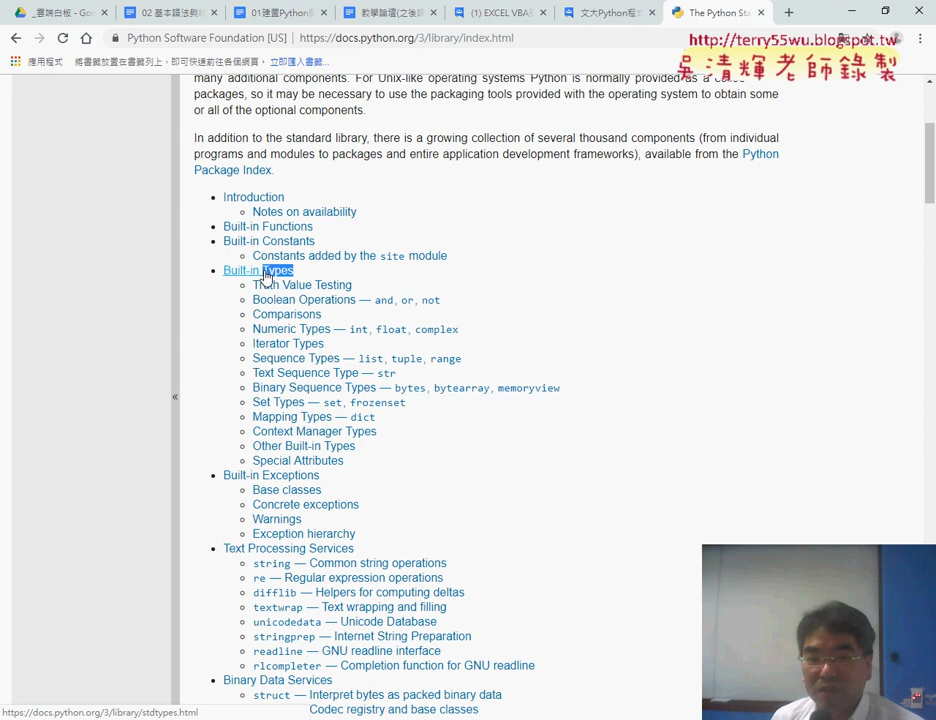 _雲端白板 - Goo
02 基本語法與結
01建置Python開
教學論壇(之後課
(1) EXCEL VBA
文大Python程式
The Python Sta
Python Software Foundation [US] | https://docs.python.org/3/library/index.html
http://terry55wu.blogspot.tw
吳清輝老師錄製
應用程式
將書籤放置在書籤列上，即可快速前往各個網頁。
立即匯入書籤...
many additional components. For Unix-like operating systems Python is normally provided as a
packages, so it may be necessary to use the packaging tools provided with the operating system to obtain some
or all of the optional components.
In addition to the standard library, there is a growing collection of several thousand components (from individual
programs and modules to packages and entire application development frameworks), available from the Python
Package Index.
Introduction
Notes on availability
Built-in Functions
Built-in Constants
Constants added by the site module
Built-in Types
Truth Value Testing
Boolean Operations — and, or, not
Comparisons
Numeric Types — int, float, complex
Iterator Types
Sequence Types — list, tuple, range
Text Sequence Type — str
Binary Sequence Types — bytes, bytearray, memoryview
Set Types — set, frozenset
Mapping Types — dict
Context Manager Types
Other Built-in Types
Special Attributes
Built-in Exceptions
Base classes
Concrete exceptions
Warnings
Exception hierarchy
Text Processing Services
string — Common string operations
re — Regular expression operations
difflib — Helpers for computing deltas
textwrap — Text wrapping and filling
unicodedata — Unicode Database
stringprep — Internet String Preparation
readline — GNU readline interface
rlcompleter — Completion function for GNU readline
Binary Data Services
struct — Interpret bytes as packed binary data
Codec registry and base classes
https://docs.python.org/3/library/stdtypes.html